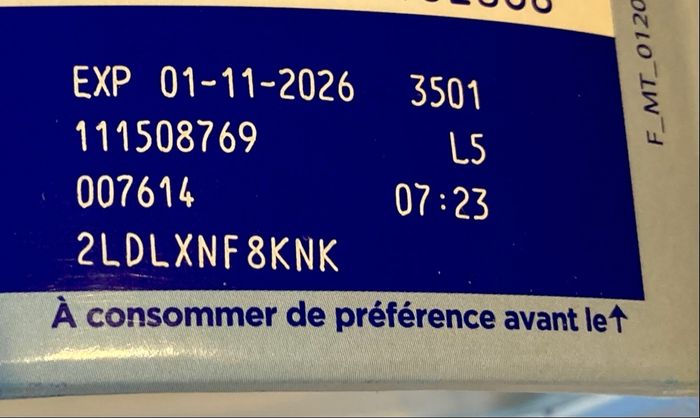 EXP 01-11-2026 3501
111508769 L5
007614 07:23
2LDLXNF8KNK
À consommer de préférence avant le↑
F_MT_0120